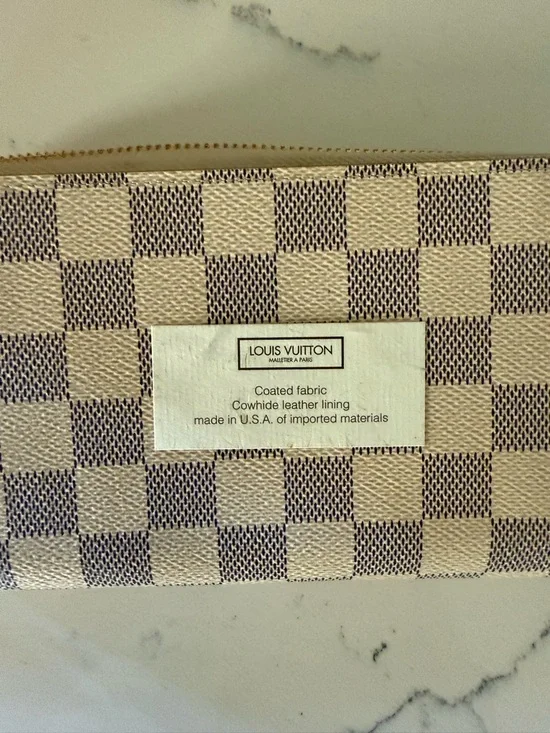 LOUIS VUITTON
MALLETIER A PARIS
Coated fabric
Cowhide leather lining
made in U.S.A. of imported materials